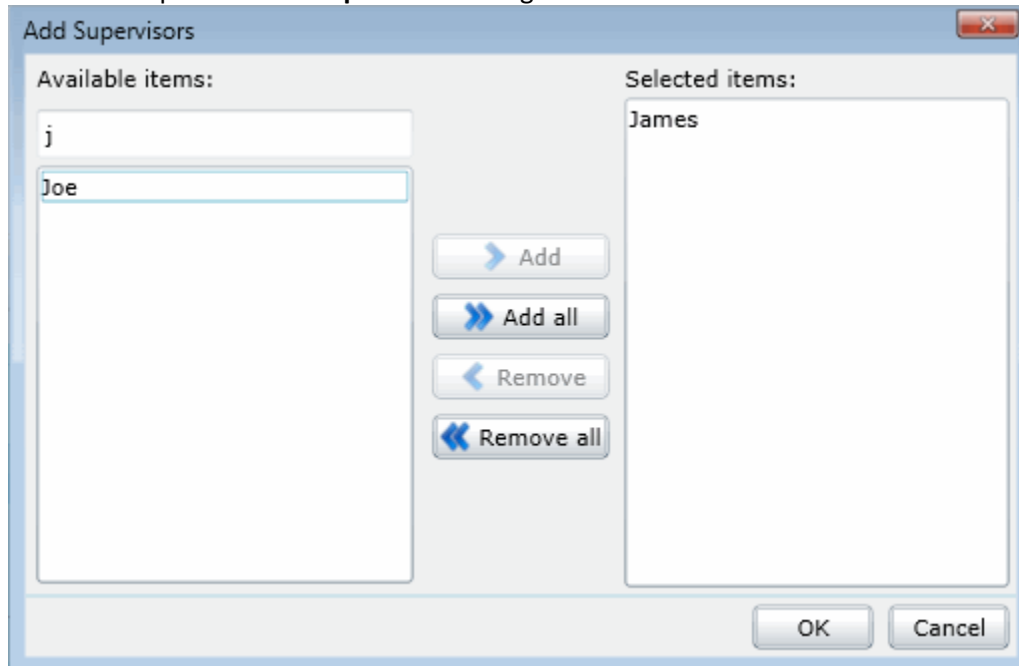 Add Supervisors
Available items:
j
Joe
Add
Add all
Remove
Remove all
Selected items:
James
OK
Cancel